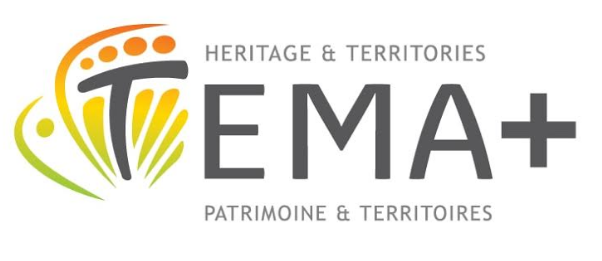 HERITAGE & TERRITORIES
TEMA+
PATRIMOINE & TERRITOIRES